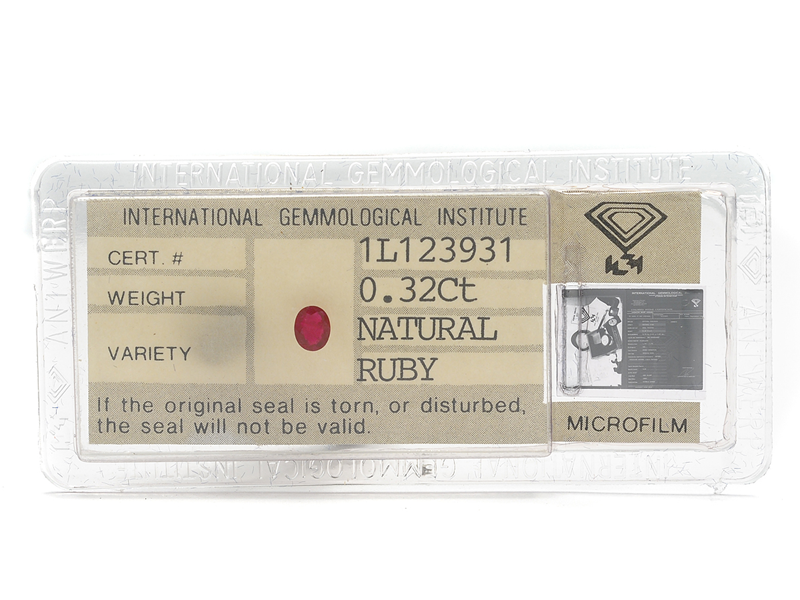 INTERNATIONAL GEMMOLOGICAL INSTITUTE
ANTWERP
INTERNATIONAL GEMMOLOGICAL INSTITUTE
CERT. # 1L123931
WEIGHT 0.32Ct
VARIETY NATURAL
RUBY
If the original seal is torn, or disturbed,
the seal will not be valid.
MICROFILM